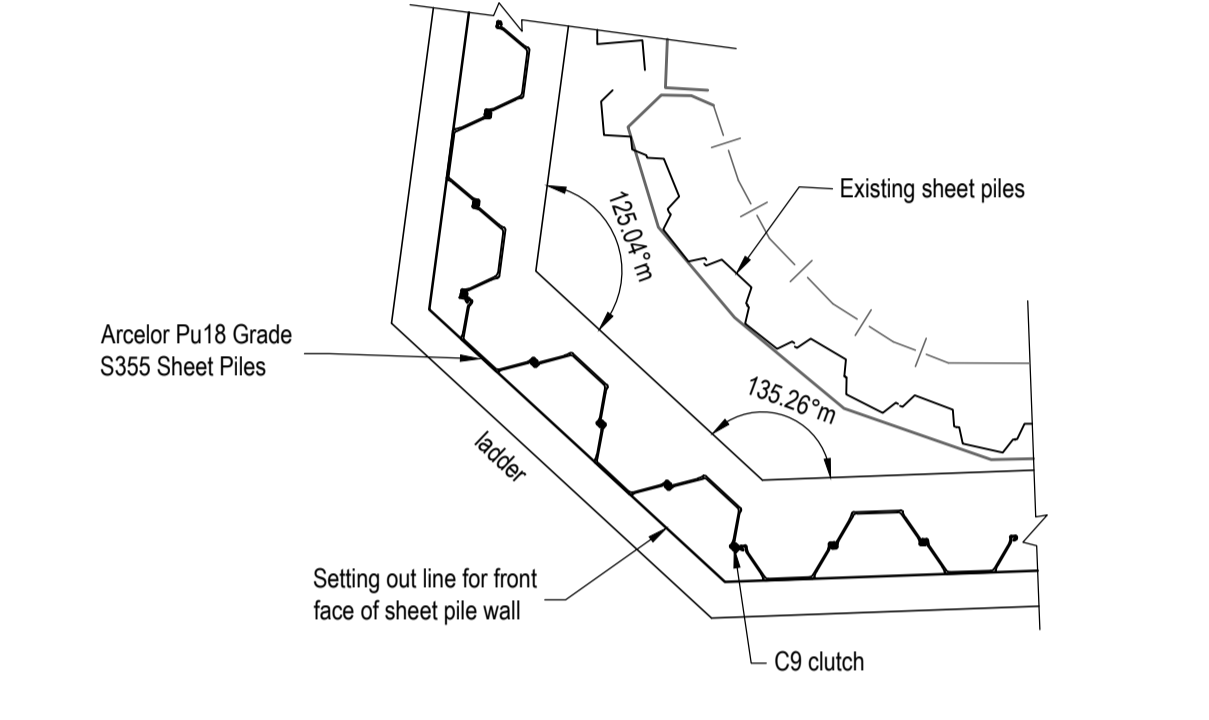 Existing sheet piles
125.04°m
Arcelor Pu18 Grade
S355 Sheet Piles
135.26°m
ladder
Setting out line for front
face of sheet pile wall
C9 clutch